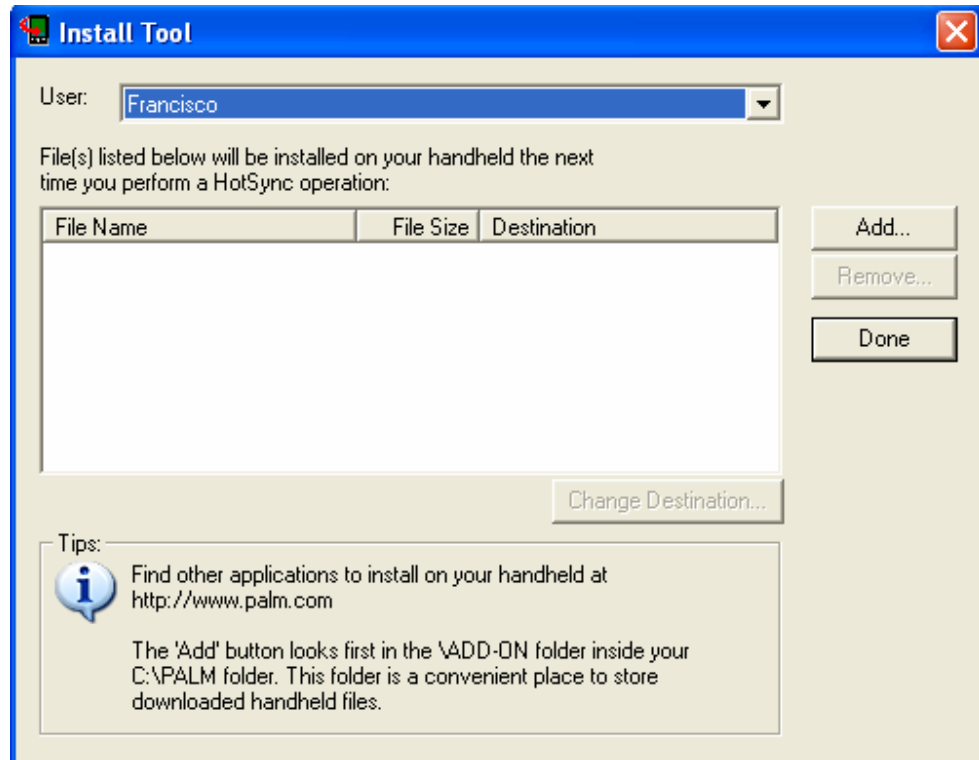 Install Tool
User: Francisco
File(s) listed below will be installed on your handheld the next
time you perform a HotSync operation:
File Name File Size Destination
Add...
Remove...
Done
Change Destination...
Tips:
Find other applications to install on your handheld at
http://www.palm.com
The 'Add' button looks first in the \ADD-ON folder inside your
C:\PALM folder. This folder is a convenient place to store
downloaded handheld files.